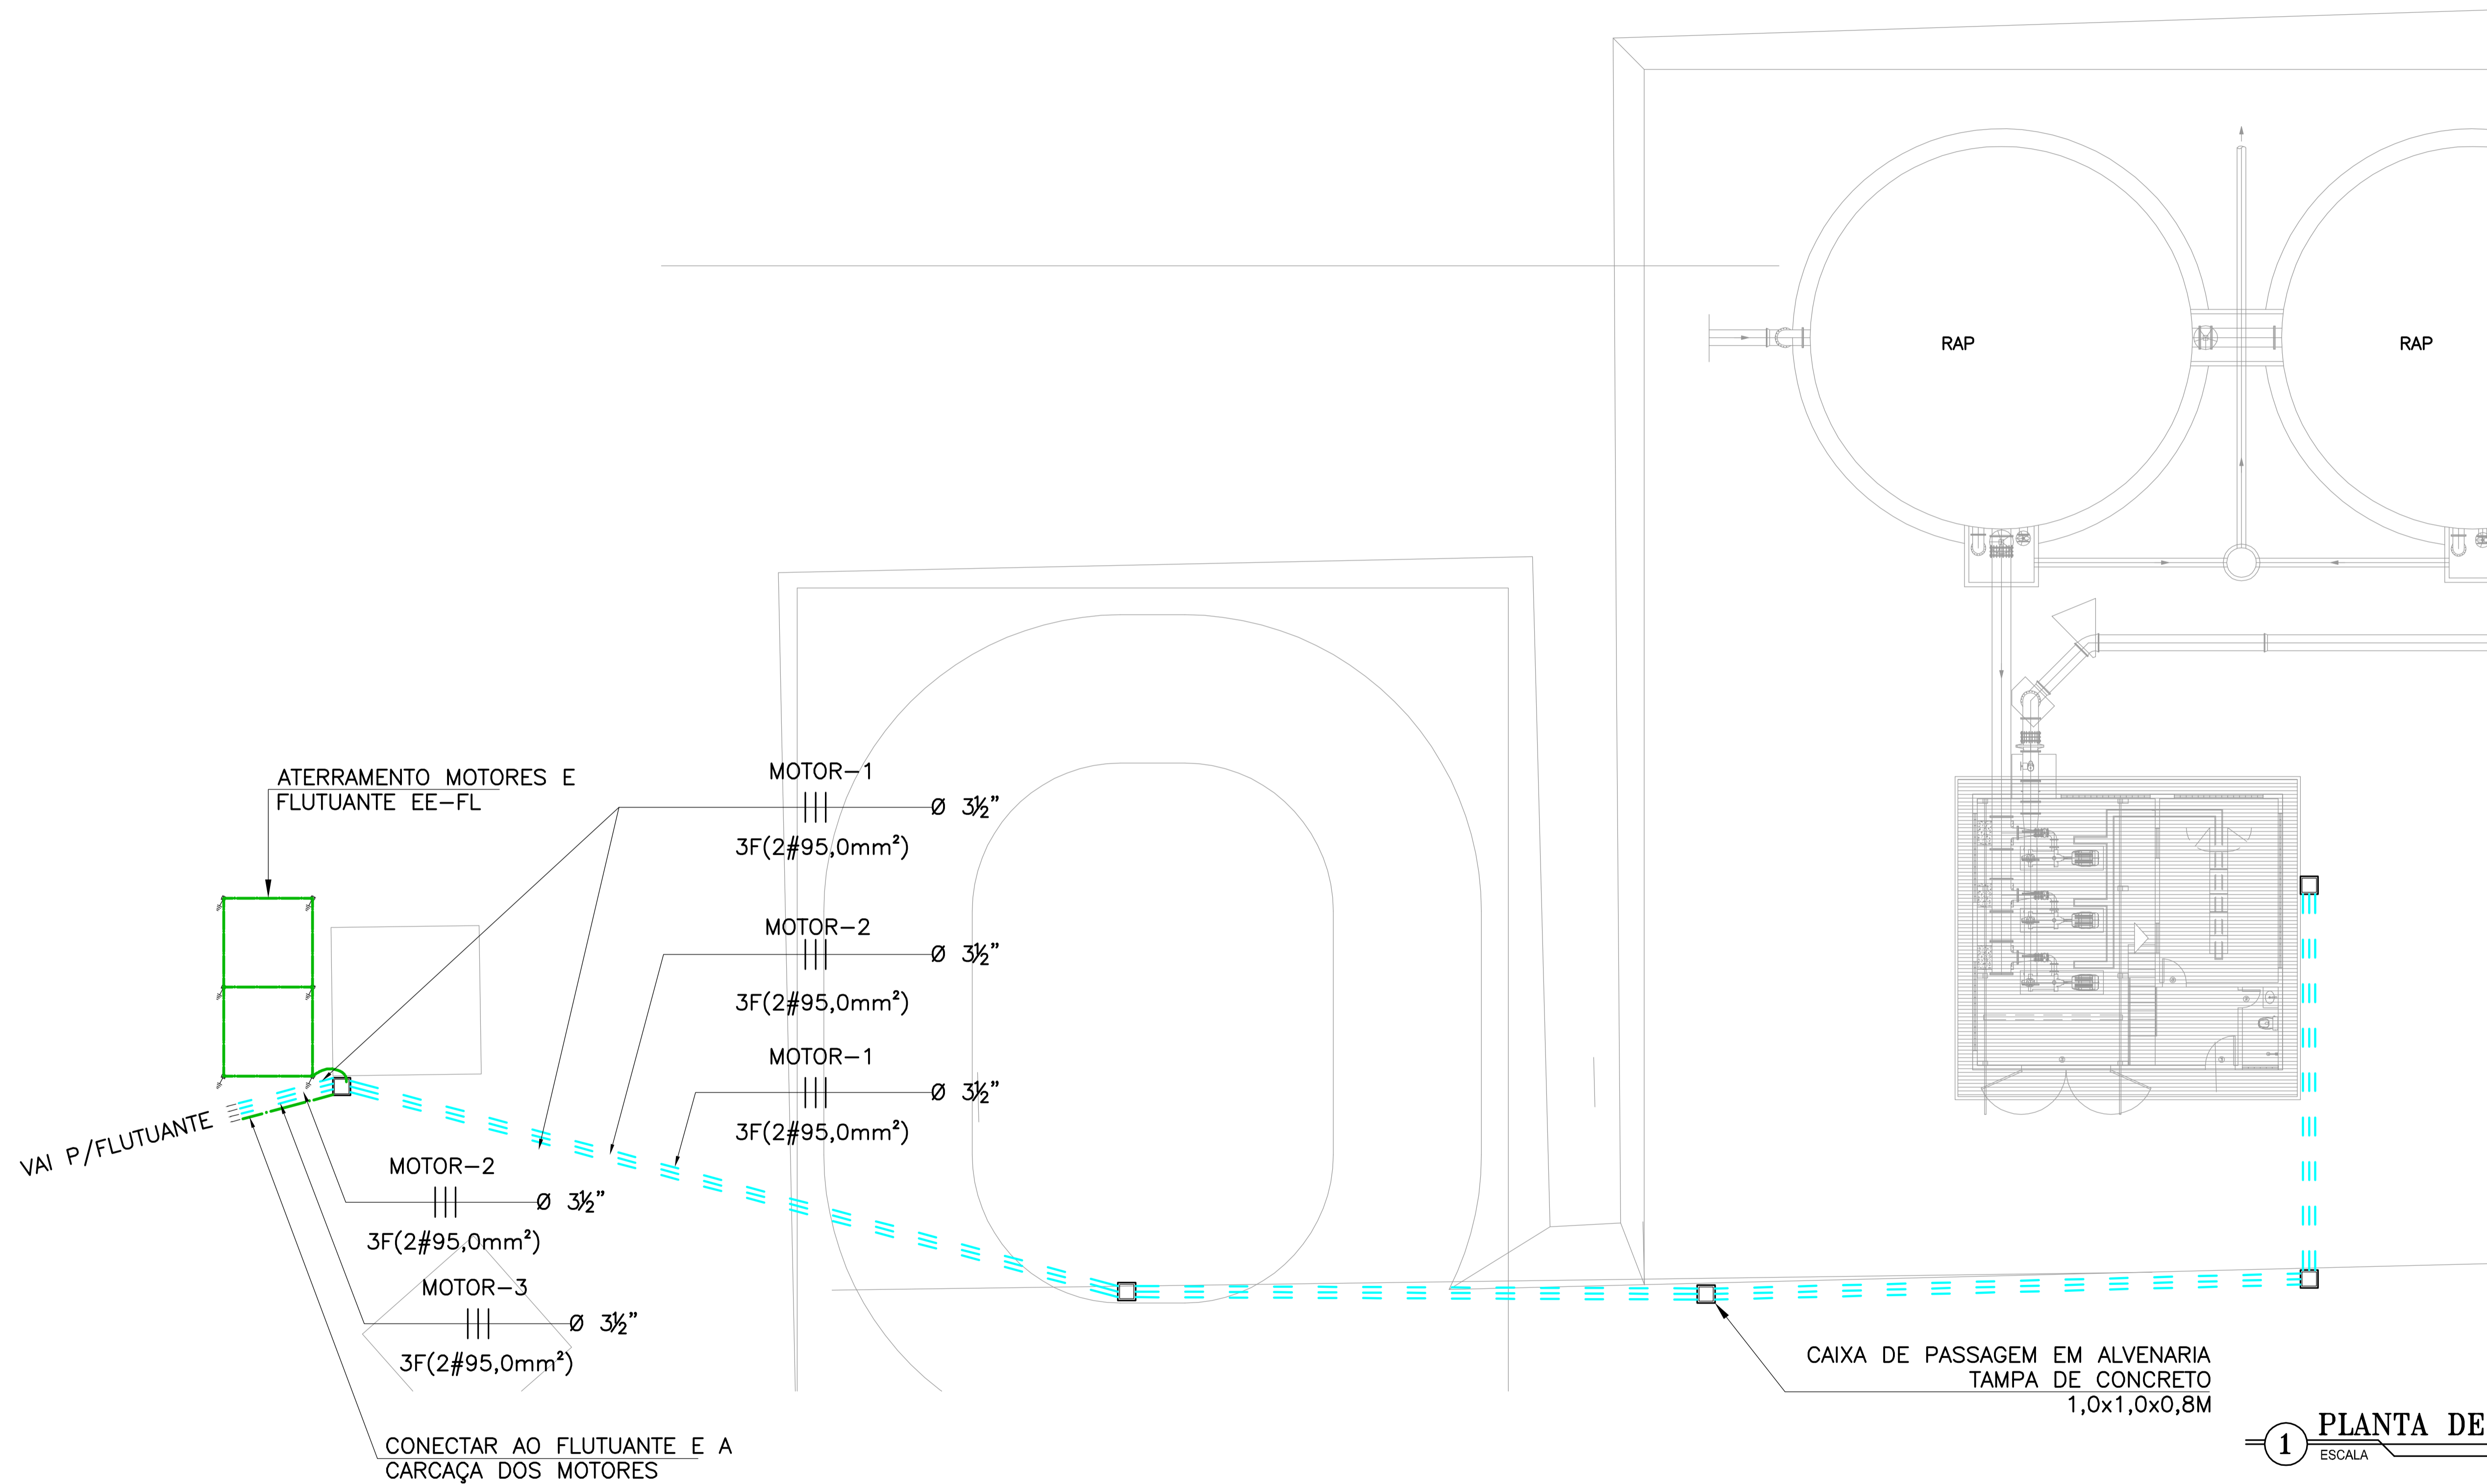 RAP
RAP
ATERRAMENTO MOTORES E
FLUTUANTE EE-FL
MOTOR-1
Ø 3½"
3F(2#95,0mm²)
MOTOR-2
Ø 3½"
3F(2#95,0mm²)
MOTOR-1
Ø 3½"
3F(2#95,0mm²)
VAI P/FLUTUANTE
MOTOR-2
Ø 3½"
3F(2#95,0mm²)
MOTOR-3
Ø 3½"
3F(2#95,0mm²)
CONECTAR AO FLUTUANTE E A
CARCAÇA DOS MOTORES
CAIXA DE PASSAGEM EM ALVENARIA
TAMPA DE CONCRETO
1,0x1,0x0,8M
1
PLANTA DE
ESCALA